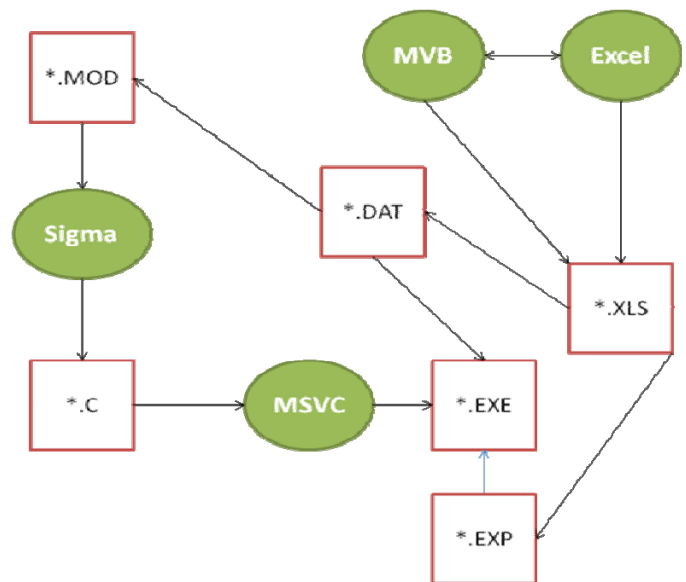 MVB
Excel
*.MOD
*.DAT
Sigma
*.XLS
*.C
MSVC
*.EXE
*.EXP